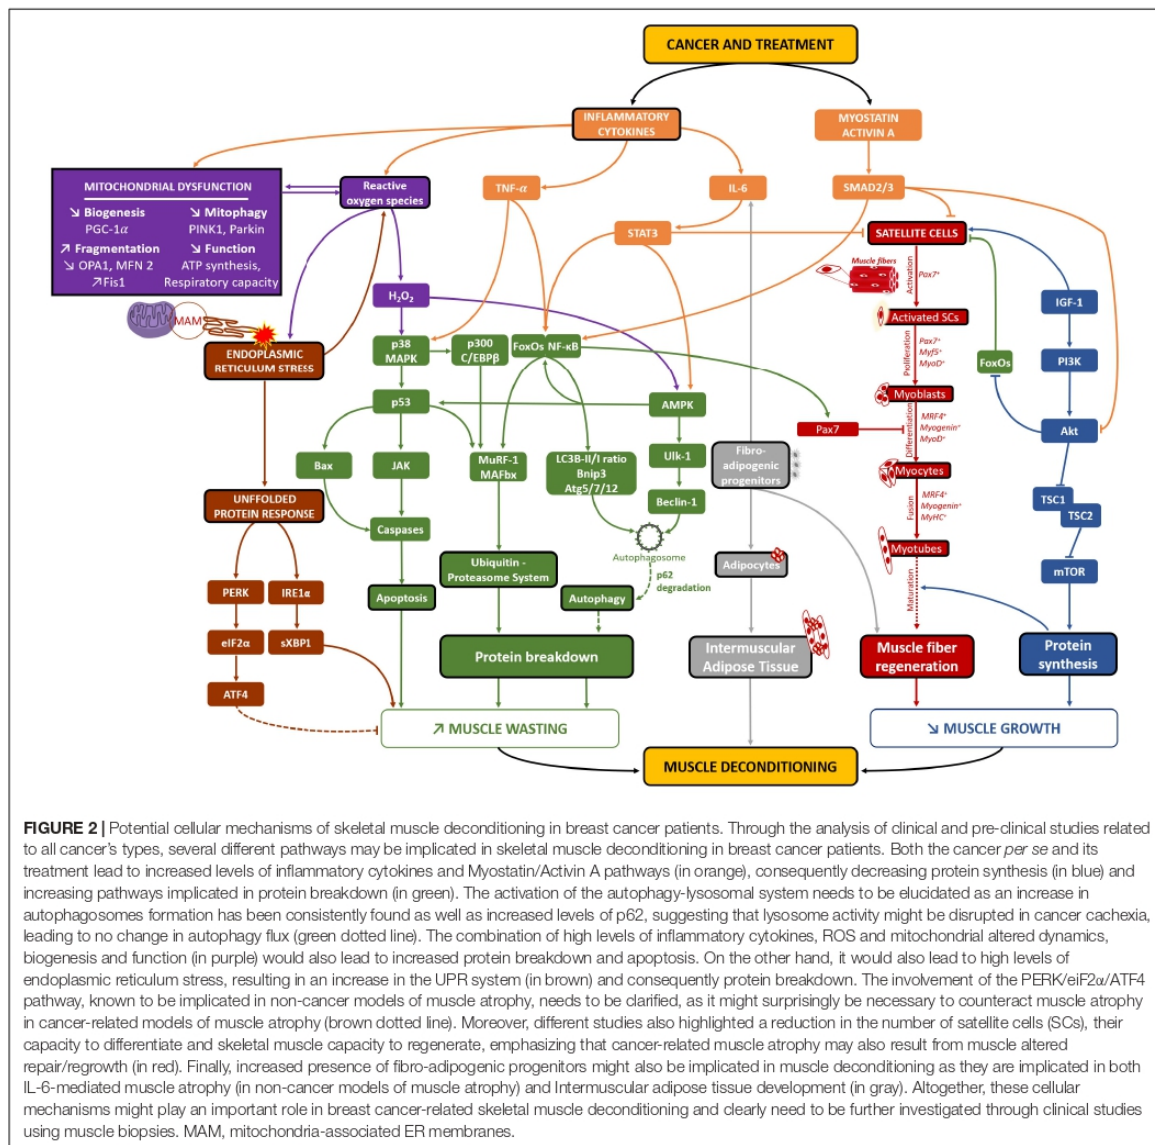 CANCER AND TREATMENT
INFLAMMATORY
CYTOKINES
MYOSTATIN
ACTIVIN A
MITOCHONDRIAL DYSFUNCTION
↘ Biogenesis
PGC-1α
↗ Fragmentation
↘ OPA1, MFN 2
↗Fis1
↘ Mitophagy
PINK1, Parkin
↘ Function
ATP synthesis,
Respiratory capacity
Reactive
oxygen species
TNF-α
IL-6
SMAD2/3
STAT3
SATELLITE CELLS
Muscle fibers
Activation
Pax7⁺
MAM
H₂O₂
IGF-1
Activated SCs
ENDOPLASMIC
RETICULUM STRESS
p38
MAPK
p300
C/EBPβ
FoxOs NF-κB
Proliferation
Pax7⁺
Myf5⁺
MyoD⁺
FoxOs
PI3K
p53
AMPK
Myoblasts
Pax7
Differentiation
MRF4⁺
Myogenin⁺
MyoD⁺
Akt
Bax
JAK
MuRF-1
MAFbx
LC3B-II/I ratio
Bnip3
Atg5/7/12
Ulk-1
Fibro-
adipogenic
progenitors
Myocytes
Beclin-1
UNFFOLDED
PROTEIN RESPONSE
Fusion
MRF4⁺
Myogenin⁺
MyHC⁺
TSC1
TSC2
Caspases
Autophagosome
Myotubes
Ubiquitin -
Proteasome System
p62
degradation
Adipocytes
mTOR
Maturation
PERK
IRE1α
Apoptosis
Autophagy
eIF2α
sXBP1
Protein breakdown
Intermuscular
Adipose Tissue
Muscle fiber
regeneration
Protein
synthesis
ATF4
↗ MUSCLE WASTING
↘ MUSCLE GROWTH
MUSCLE DECONDITIONING
FIGURE 2 | Potential cellular mechanisms of skeletal muscle deconditioning in breast cancer patients. Through the analysis of clinical and pre-clinical studies related
to all cancer's types, several different pathways may be implicated in skeletal muscle deconditioning in breast cancer patients. Both the cancer per se and its
treatment lead to increased levels of inflammatory cytokines and Myostatin/Activin A pathways (in orange), consequently decreasing protein synthesis (in blue) and
increasing pathways implicated in protein breakdown (in green). The activation of the autophagy-lysosomal system needs to be elucidated as an increase in
autophagosomes formation has been consistently found as well as increased levels of p62, suggesting that lysosome activity might be disrupted in cancer cachexia,
leading to no change in autophagy flux (green dotted line). The combination of high levels of inflammatory cytokines, ROS and mitochondrial altered dynamics,
biogenesis and function (in purple) would also lead to increased protein breakdown and apoptosis. On the other hand, it would also lead to high levels of
endoplasmic reticulum stress, resulting in an increase in the UPR system (in brown) and consequently protein breakdown. The involvement of the PERK/eiF2α/ATF4
pathway, known to be implicated in non-cancer models of muscle atrophy, needs to be clarified, as it might surprisingly be necessary to counteract muscle atrophy
in cancer-related models of muscle atrophy (brown dotted line). Moreover, different studies also highlighted a reduction in the number of satellite cells (SCs), their
capacity to differentiate and skeletal muscle capacity to regenerate, emphasizing that cancer-related muscle atrophy may also result from muscle altered
repair/regrowth (in red). Finally, increased presence of fibro-adipogenic progenitors might also be implicated in muscle deconditioning as they are implicated in both
IL-6-mediated muscle atrophy (in non-cancer models of muscle atrophy) and Intermuscular adipose tissue development (in gray). Altogether, these cellular
mechanisms might play an important role in breast cancer-related skeletal muscle deconditioning and clearly need to be further investigated through clinical studies
using muscle biopsies. MAM, mitochondria-associated ER membranes.